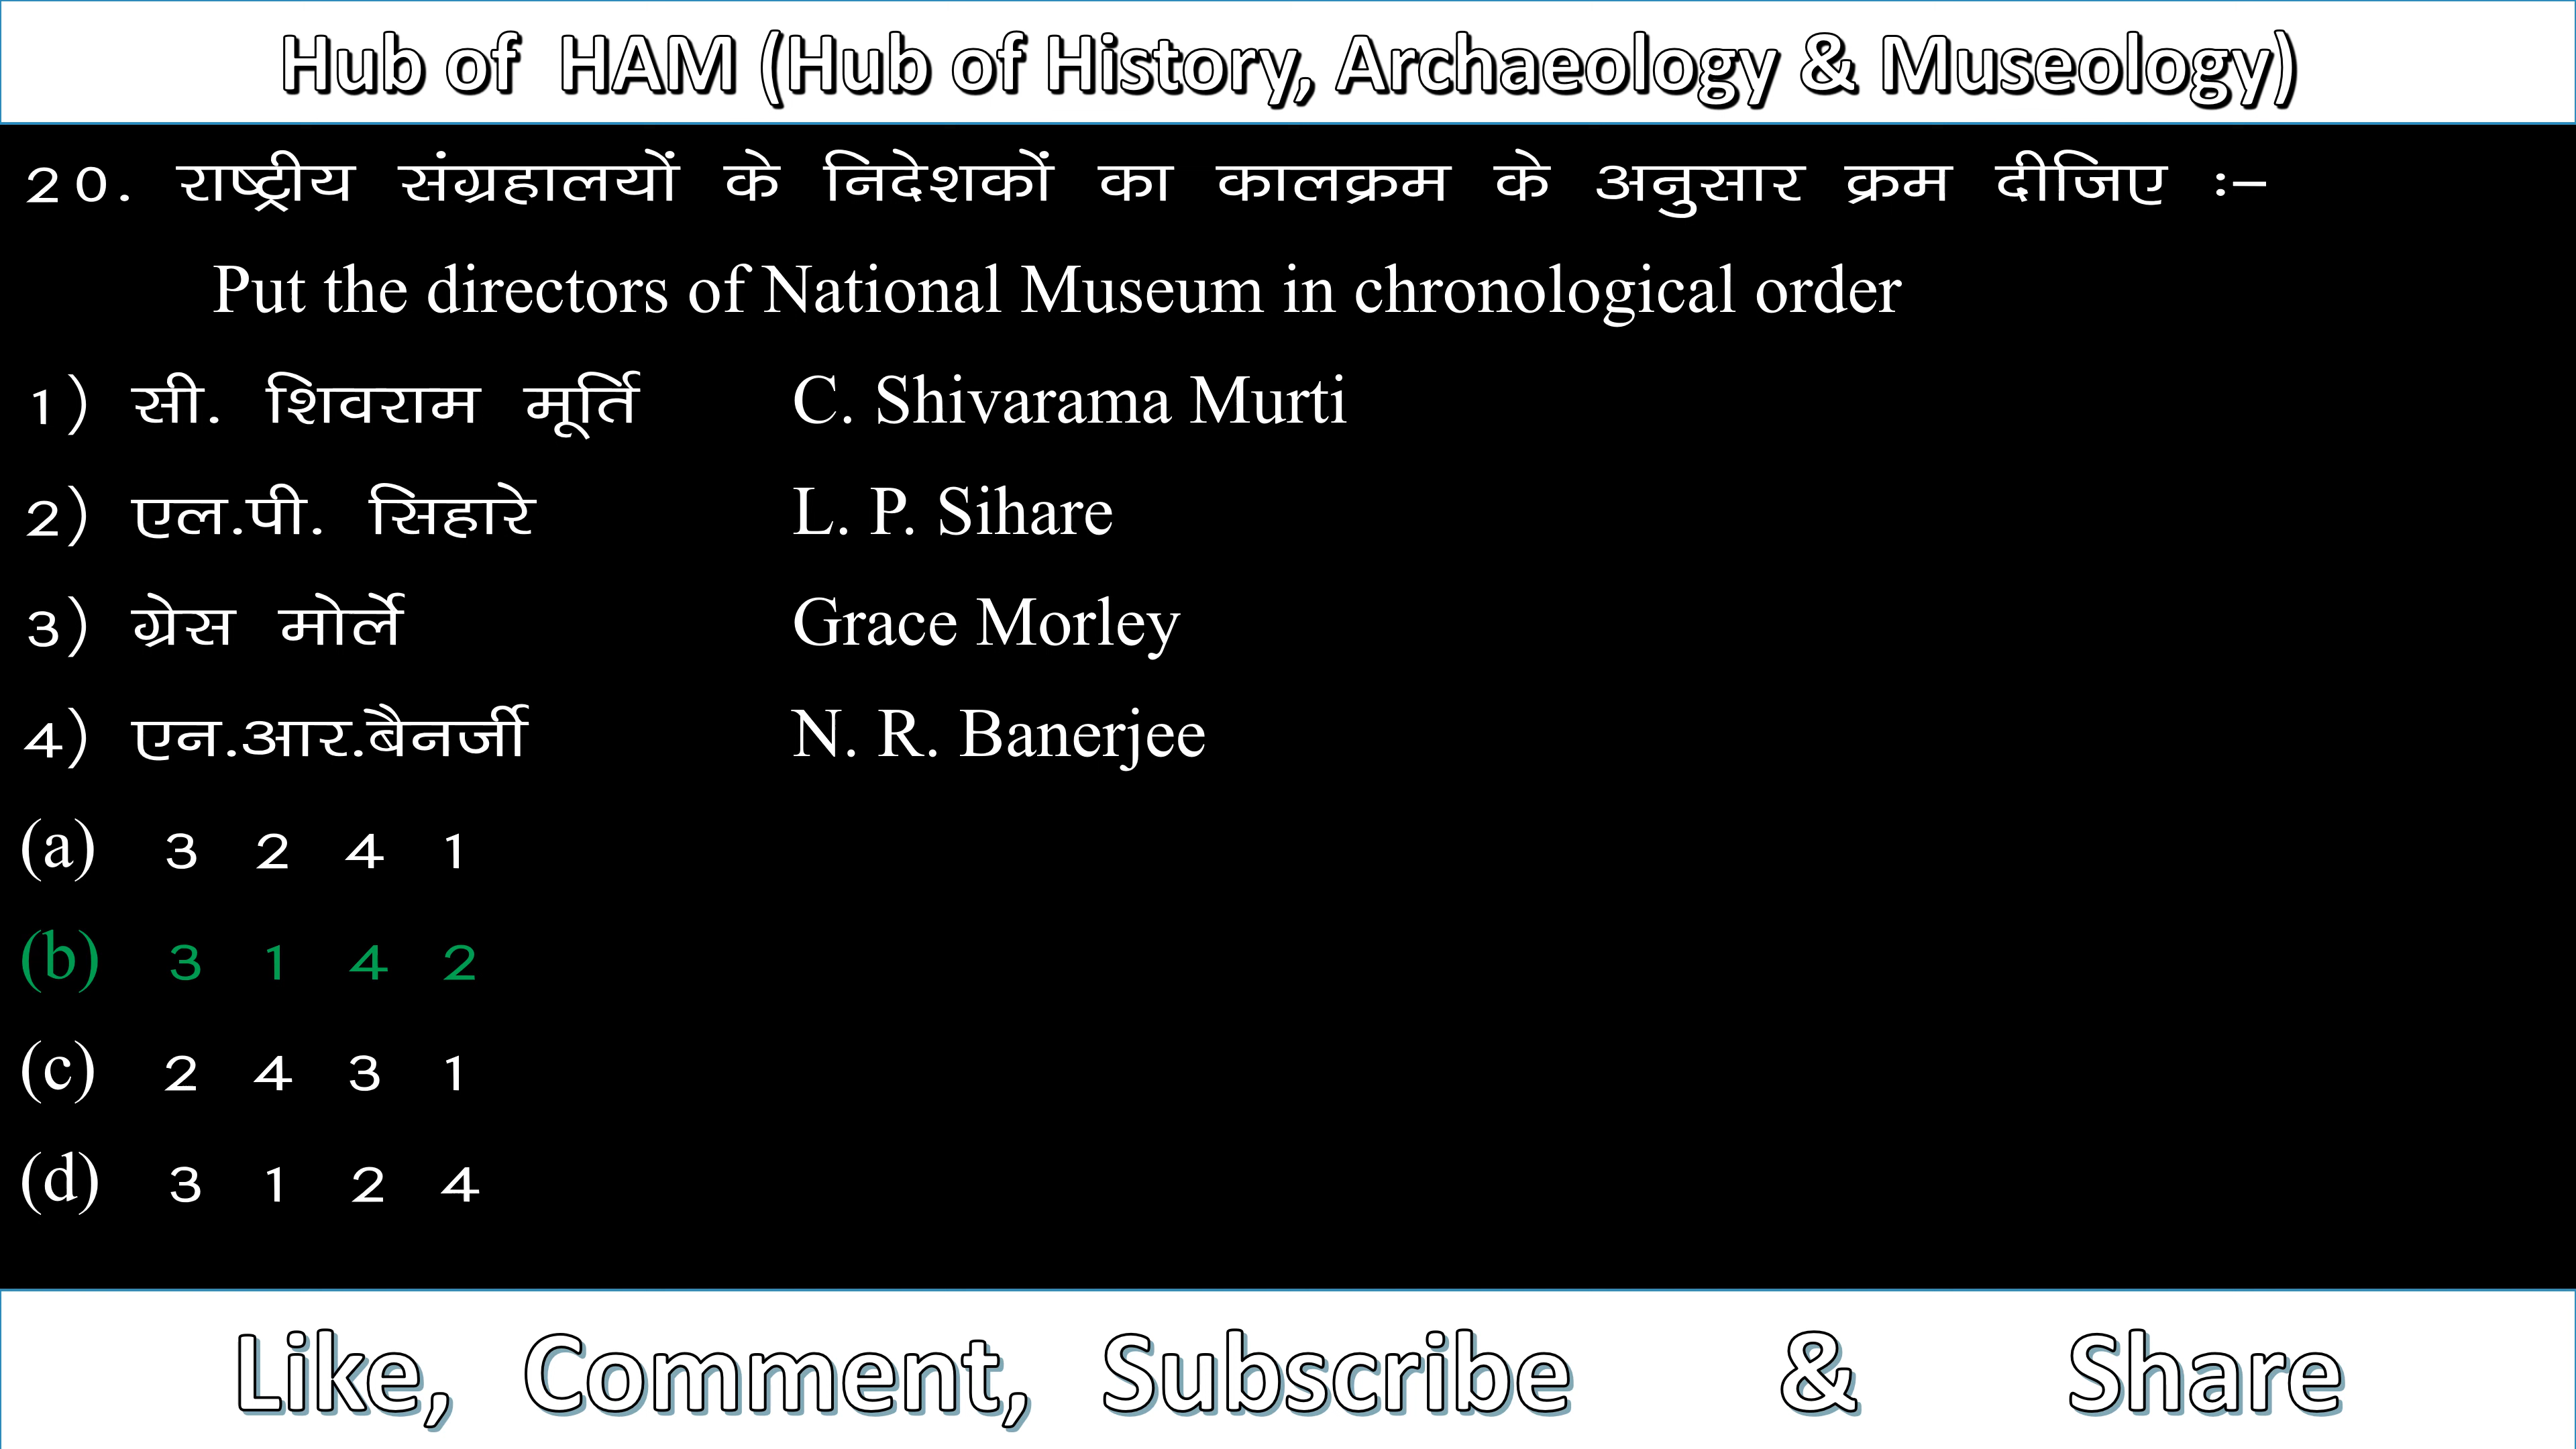 Hub of HAM (Hub of History, Archaeology & Museology)
20. राष्ट्रीय संग्रहालयों के निदेशकों का कालक्रम के अनुसार क्रम दीजिए :–
Put the directors of National Museum in chronological order
1) सी. शिवराम मूर्ति C. Shivarama Murti
2) एल.पी. सिहारे L. P. Sihare
3) ग्रेस मोर्ले Grace Morley
4) एन.आर.बैनर्जी N. R. Banerjee
(a) 3 2 4 1
(b) 3 1 4 2
(c) 2 4 3 1
(d) 3 1 2 4
Like, Comment, Subscribe & Share